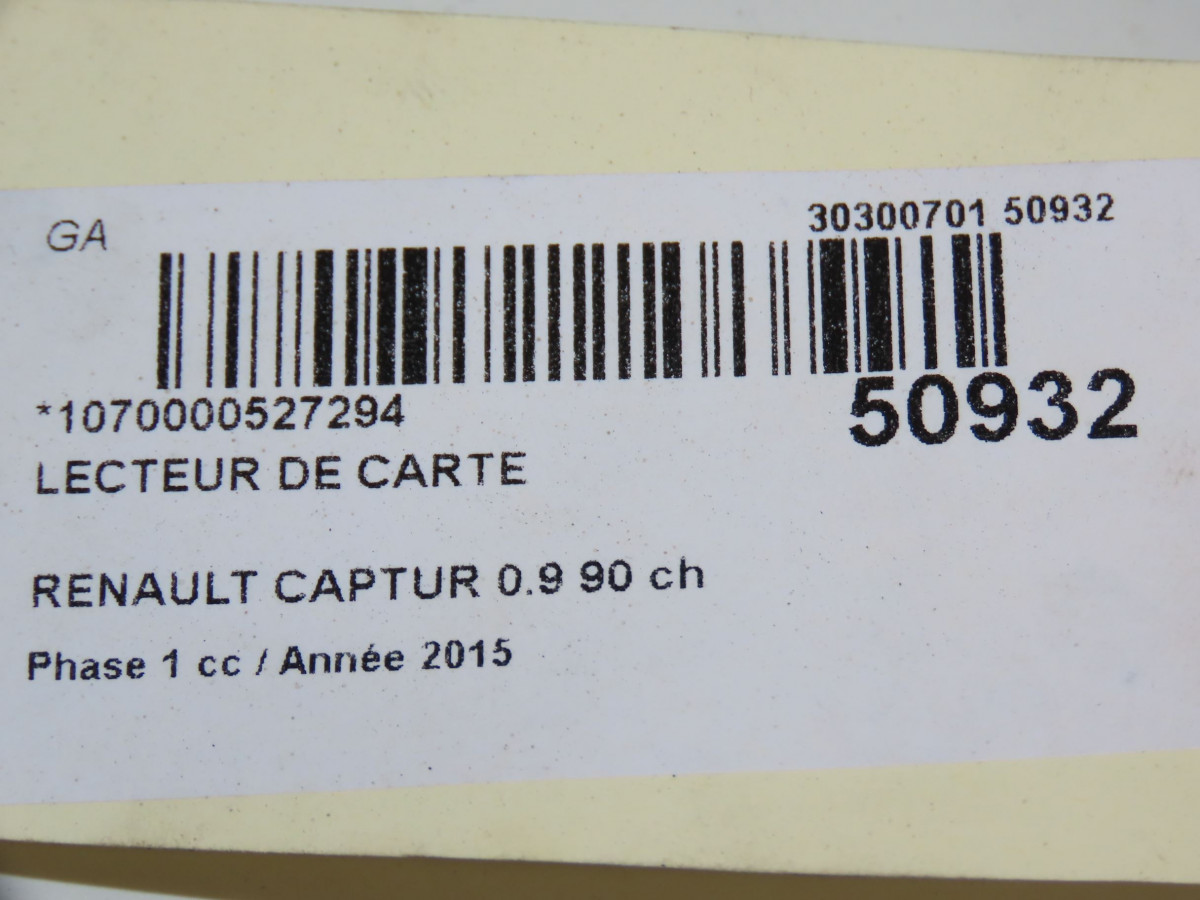 GA
30300701 50932
*1070000527294
50932
LECTEUR DE CARTE
RENAULT CAPTUR 0.9 90 ch
Phase 1 cc / Année 2015